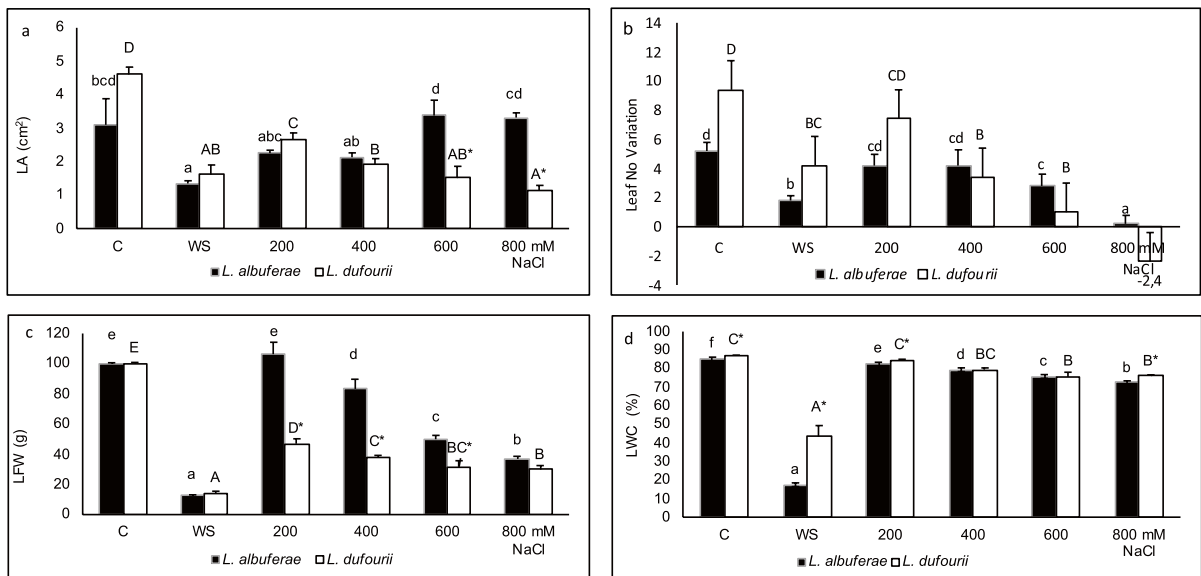 a
LA (cm²)
6
5
4
3
2
1
0
bcd D
a AB
abc C
ab B
d AB*
cd A*
C WS 200 400 600 800 mM
NaCl
L. albuferae L. dufourii
b
Leaf No Variation
14
12
10
8
6
4
2
0
-2
-4
d D
b BC
cd CD
cd B
c B
a
C WS 200 400 600 800 mM
NaCl
-2,4
L. albuferae L. dufourii
c
LFW (g)
120
100
80
60
40
20
0
e E
a A
e D*
d C*
c BC*
b B
C WS 200 400 600 800 mM
NaCl
L. albuferae L. dufourii
d
LWC (%)
100
90
80
70
60
50
40
30
20
10
0
f C*
a A*
e C*
d BC
c B
b B*
C WS 200 400 600 800 mM
NaCl
L. albuferae L. dufourii